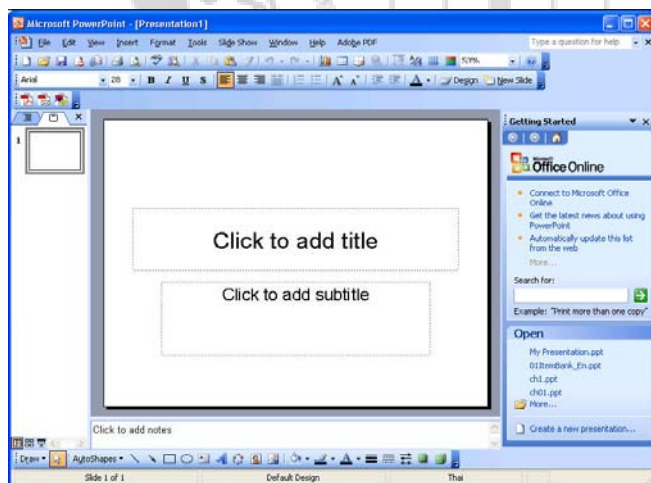 Microsoft PowerPoint - [Presentation1]
File Edit View Insert Format Tools Slide Show Window Help Adobe PDF
Type a question for help
53%
Arial 28 B I U S A A A Design New Slide
1
Getting Started
Microsoft
Office Online
Connect to Microsoft Office
Online
Get the latest news about using
PowerPoint
Automatically update this list
from the web
More...
Search for:
Example: "Print more than one copy"
Open
My Presentation.ppt
01ItemBank_En.ppt
ch1.ppt
ch01.ppt
More...
Create a new presentation...
Click to add title
Click to add subtitle
Click to add notes
Draw AutoShapes A
Slide 1 of 1 Default Design Thai